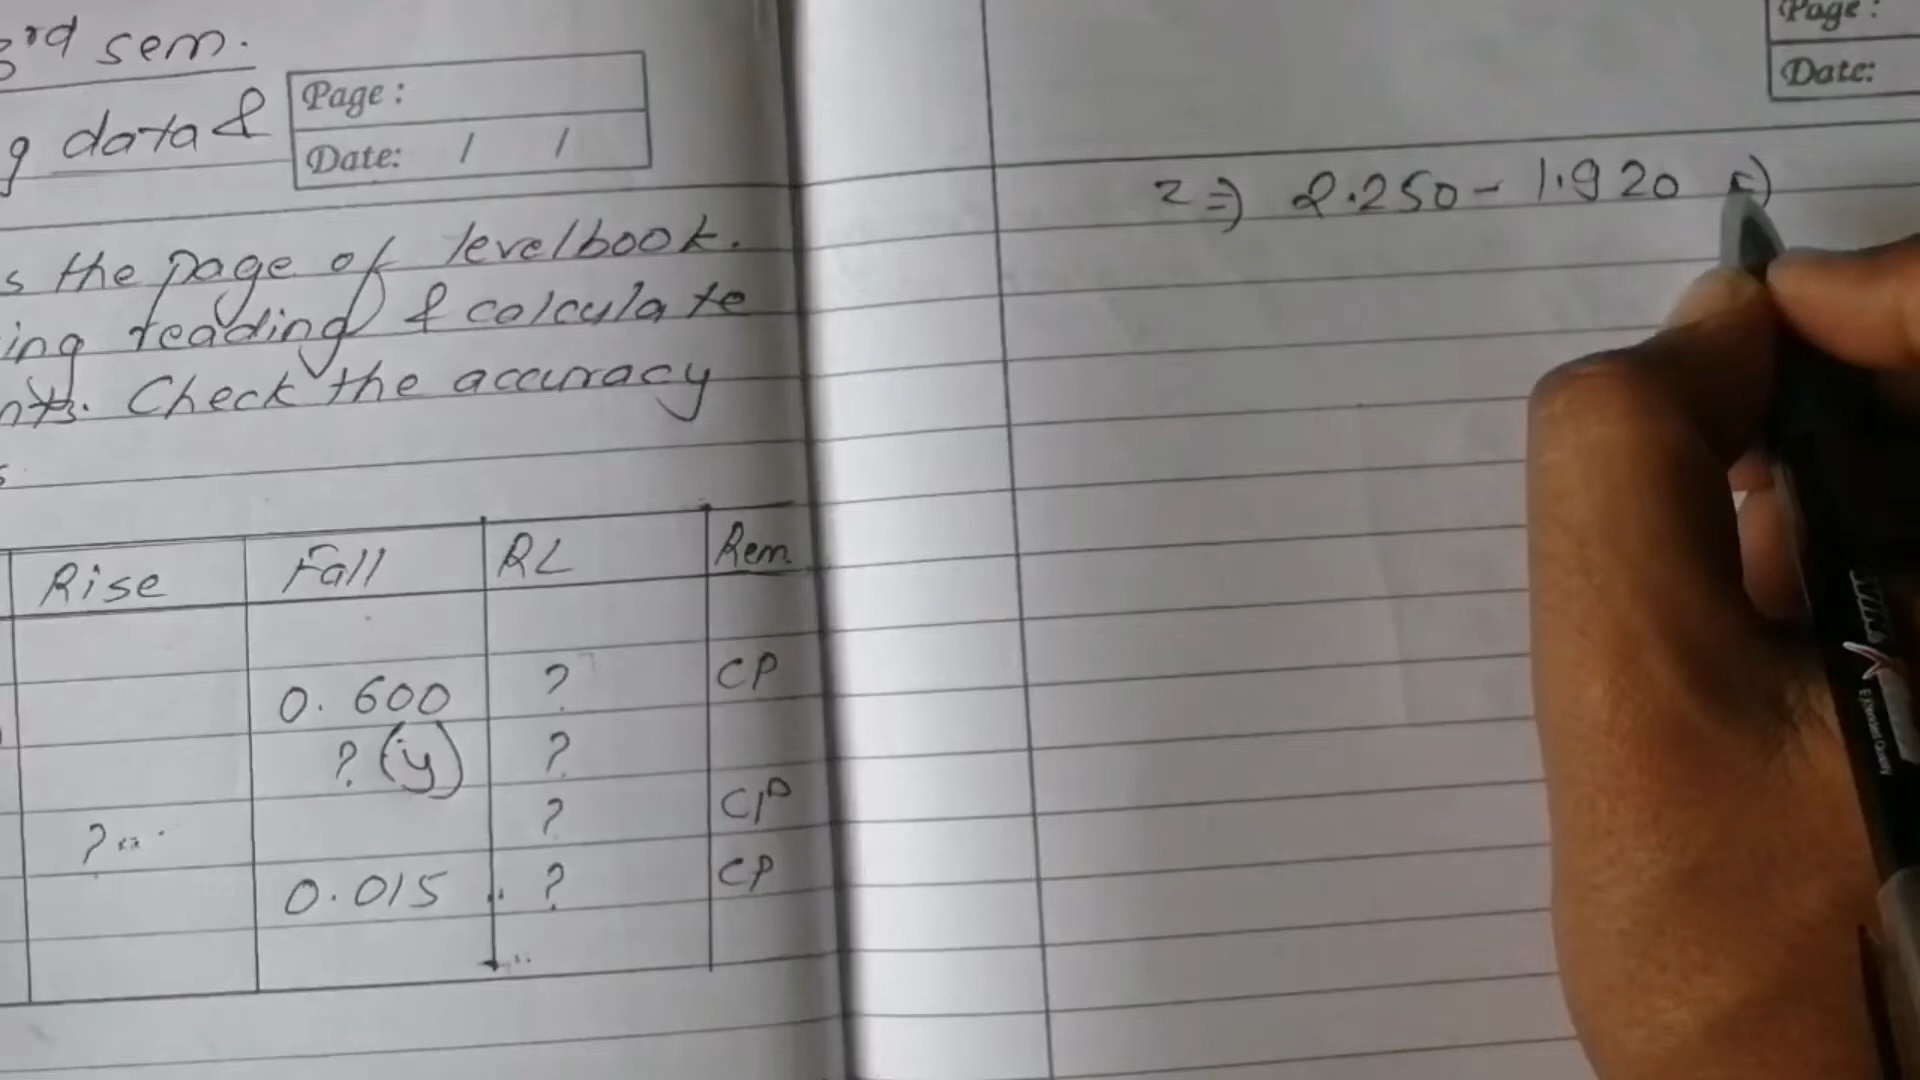 3rd sem.
g data &
Page :
Date: / /
s the page of levelbook.
ing reading & calculate
nts. Check the accuracy
Rise Fall RL Rem
0.600 ? CP
? (y) ?
? ? CP
0.015 ? CP
Page :
Date:
z => 2.250 - 1.920 =>